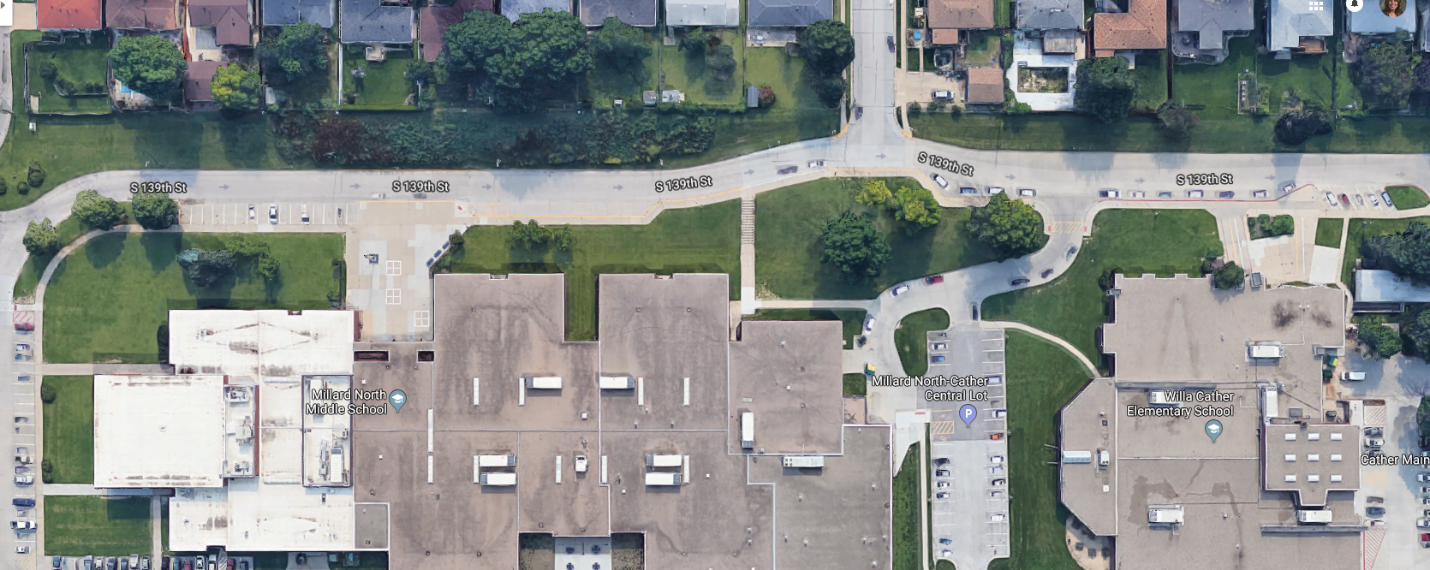 S 139th St
S 139th St
S 139th St
S 139th St
S 139th St
Millard North
Middle School
Millard North-Cather
Central Lot
P
Willa Cather
Elementary School
Cather Main